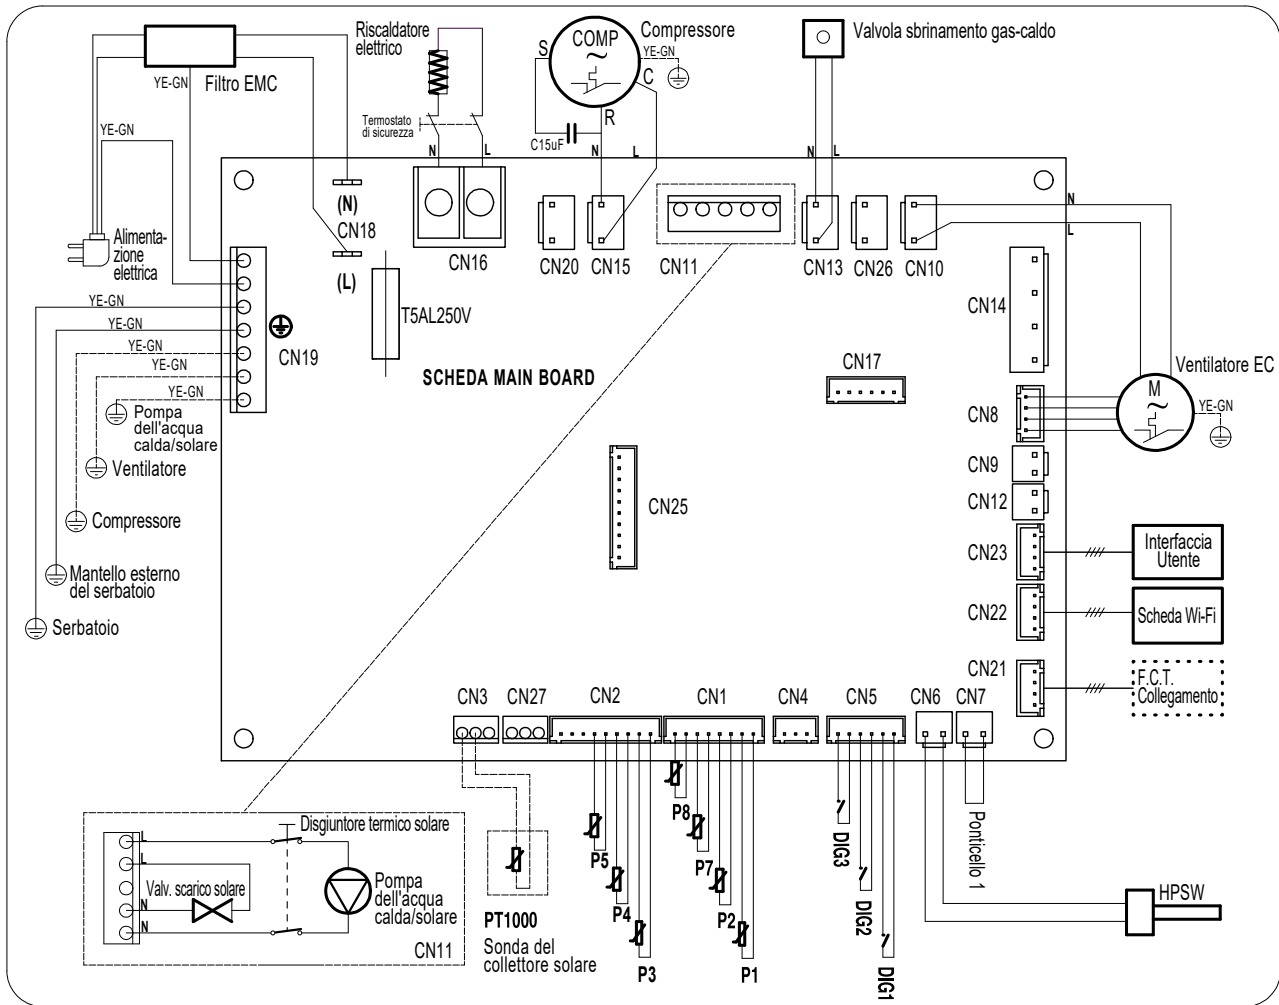 Riscaldatore
elettrico
Filtro EMC
YE-GN
YE-GN
Termostato
di sicurezza
N
L
S
COMP
~
Compressore
YE-GN
C
R
C15uF
N
L
Valvola sbrinamento gas-caldo
N
L
N
L
(N)
CN18
(L)
CN16
CN20
CN15
CN11
CN13
CN26
CN10
Alimenta-
zione
elettrica
YE-GN
YE-GN
YE-GN
YE-GN
YE-GN
CN19
T5AL250V
SCHEDA MAIN BOARD
CN17
CN14
Ventilatore EC
M
~
YE-GN
CN8
CN9
CN12
CN25
CN23
Interfaccia
Utente
CN22
Scheda Wi-Fi
CN21
F.C.T.
Collegamento
Pompa
dell'acqua
calda/solare
Ventilatore
Compressore
Mantello esterno
del serbatoio
Serbatoio
CN3
CN27
CN2
CN1
CN4
CN5
CN6
CN7
P8
P5
P7
P4
P2
P3
P1
DIG3
DIG2
DIG1
Ponticello 1
HPSW
PT1000
Sonda del
collettore solare
L
L
N
N
Disgiuntore termico solare
Valv. scarico solare
Pompa
dell'acqua
calda/solare
CN11